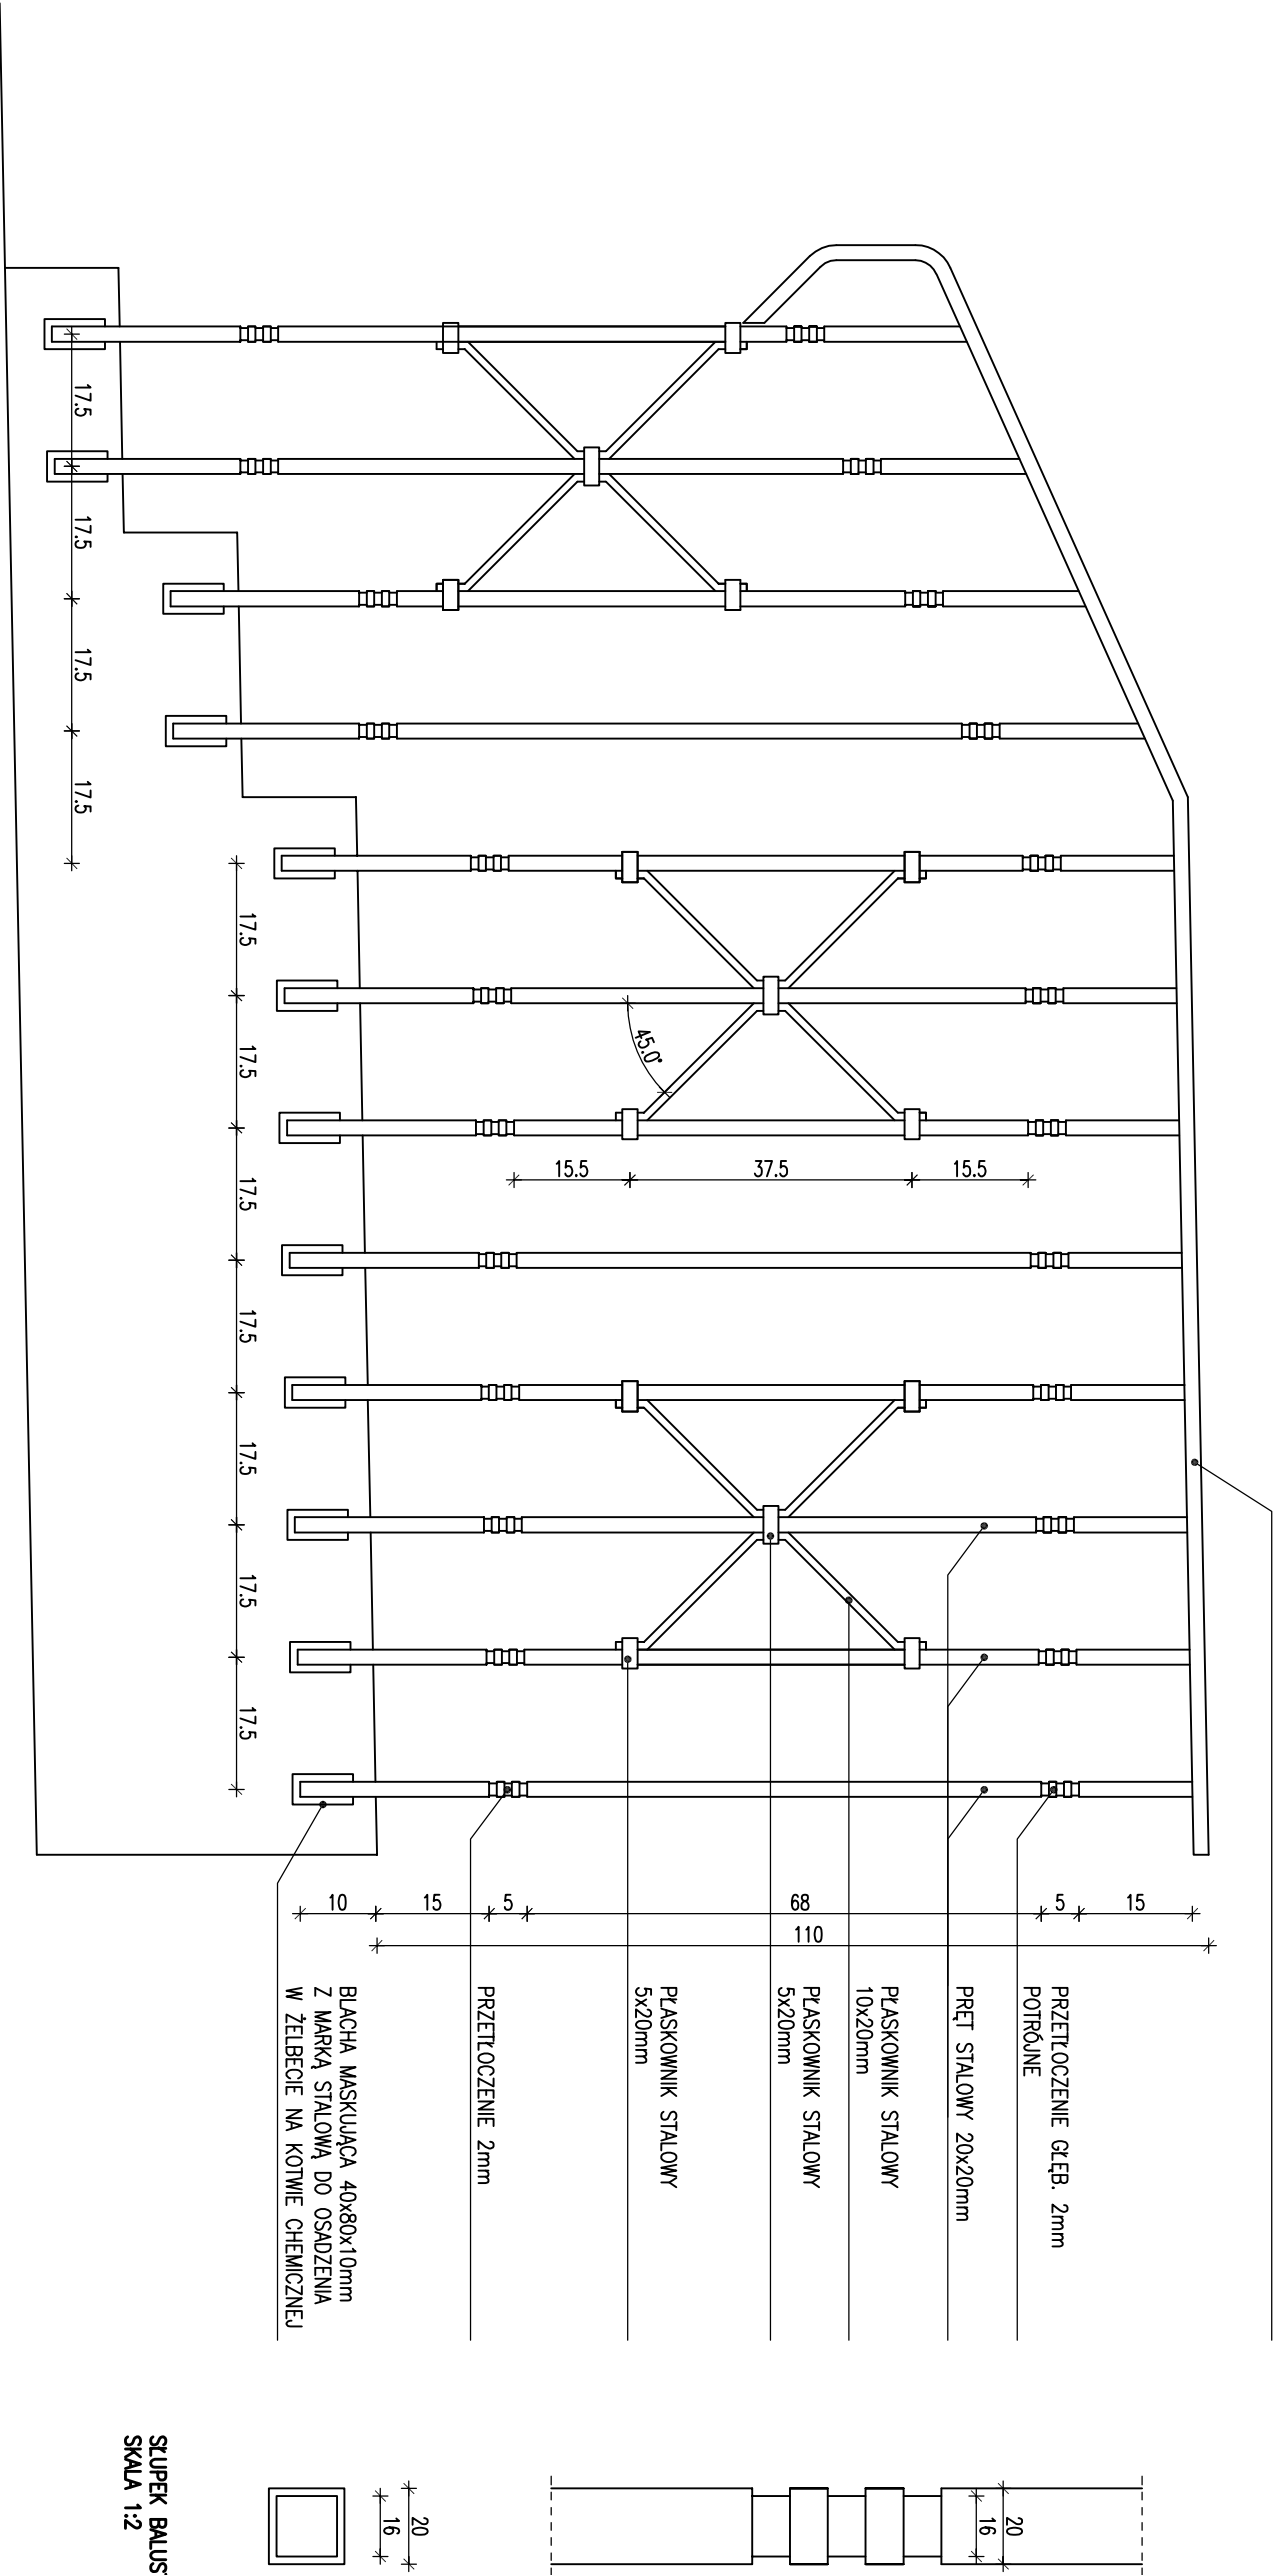 PRZETŁOCZENIE GŁĘB. 2mm
POTRÓJNE
PRĘT STALOWY 20x20mm
PŁASKOWNIK STALOWY
10x20mm
PŁASKOWNIK STALOWY
5x20mm
PŁASKOWNIK STALOWY
5x20mm
PRZETŁOCZENIE 2mm
BLACHA MASKUJĄCA 40x80x10mm
Z MARKĄ STALOWĄ DO OSADZENIA
W ŻELBECIE NA KOTWIE CHEMICZNEJ
15
5
68
5
15
10
110
15.5
37.5
15.5
45.0°
17.5
17.5
17.5
17.5
17.5
17.5
17.5
17.5
17.5
17.5
17.5
20
16
20
16
SŁUPEK BALUS
SKALA 1:2